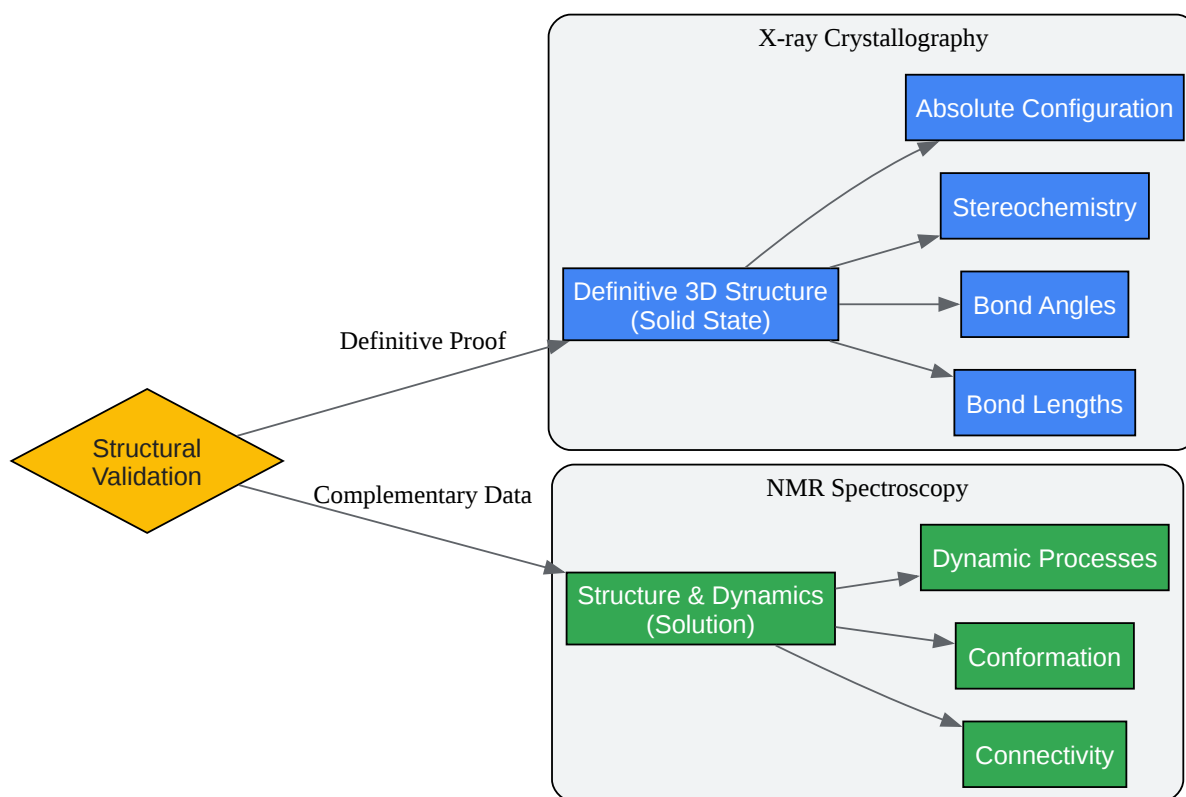 X-ray Crystallography
Absolute Configuration
Stereochemistry
Definitive 3D Structure
(Solid State)
Bond Angles
Bond Lengths
Definitive Proof
Structural
Validation
Complementary Data
NMR Spectroscopy
Dynamic Processes
Structure & Dynamics
(Solution)
Conformation
Connectivity